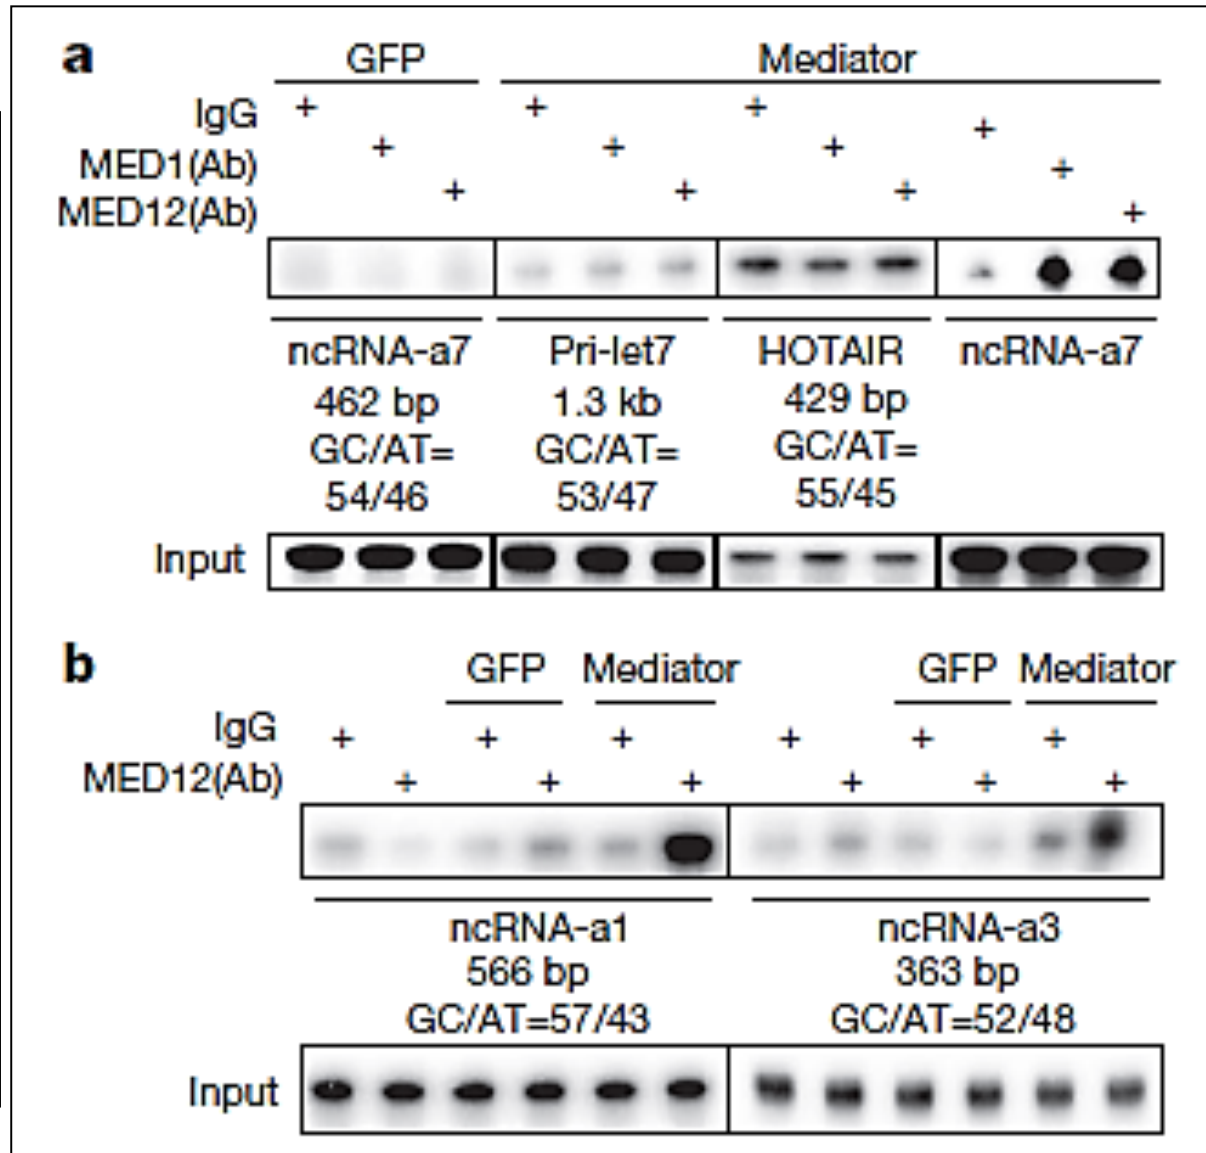 a
GFP Mediator
IgG + + + +
MED1(Ab) + + + +
MED12(Ab) + + + +
ncRNA-a7 Pri-let7 HOTAIR ncRNA-a7
462 bp 1.3 kb 429 bp
GC/AT= GC/AT= GC/AT=
54/46 53/47 55/45
Input
b
GFP Mediator GFP Mediator
IgG + + + + + +
MED12(Ab) + + + + + +
ncRNA-a1 ncRNA-a3
566 bp 363 bp
GC/AT=57/43 GC/AT=52/48
Input